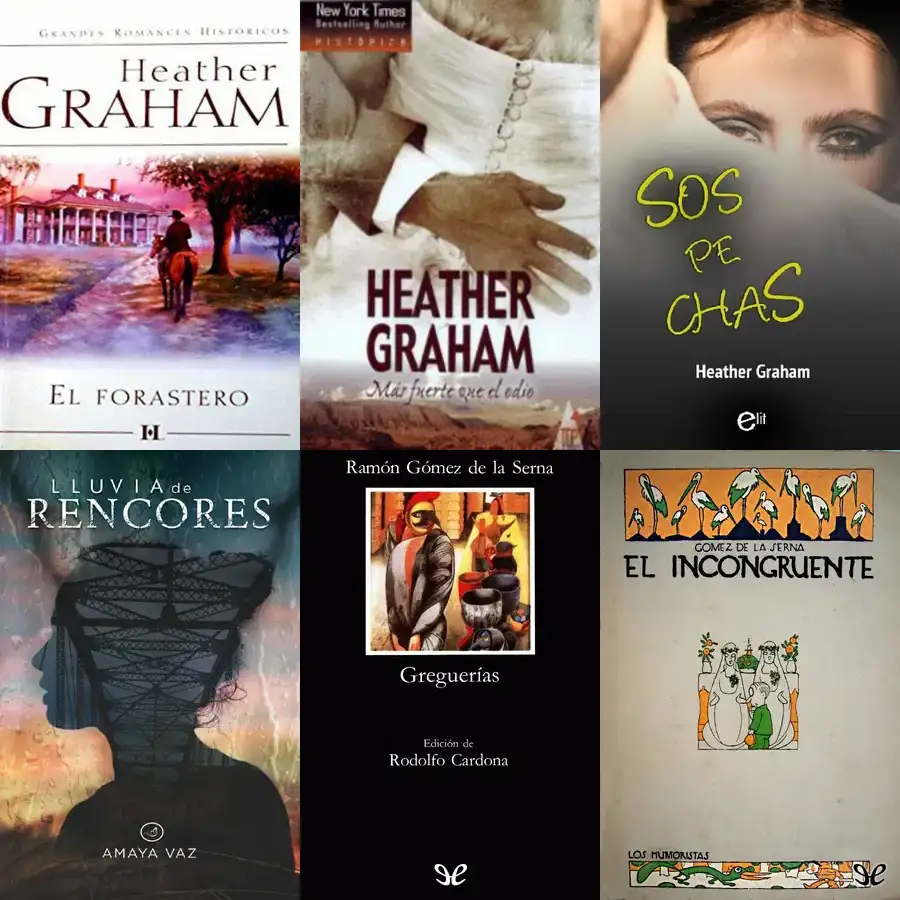 GRANDES ROMANCES HISTÓRICOS
Heather
GRAHAM
EL FORASTERO
HL
New York Times
Bestselling Author
HISTÓRICA
HEATHER
GRAHAM
Más fuerte que el odio
SOS
PE
CHAS
Heather Graham
elit
LLUVIA de
RENCORES
AMAYA VAZ
Ramón Gómez de la Serna
Greguerías
Edición de
Rodolfo Cardona
GOMEZ DE LA SERNA
EL INCONGRUENTE
LOS HUMORISTAS